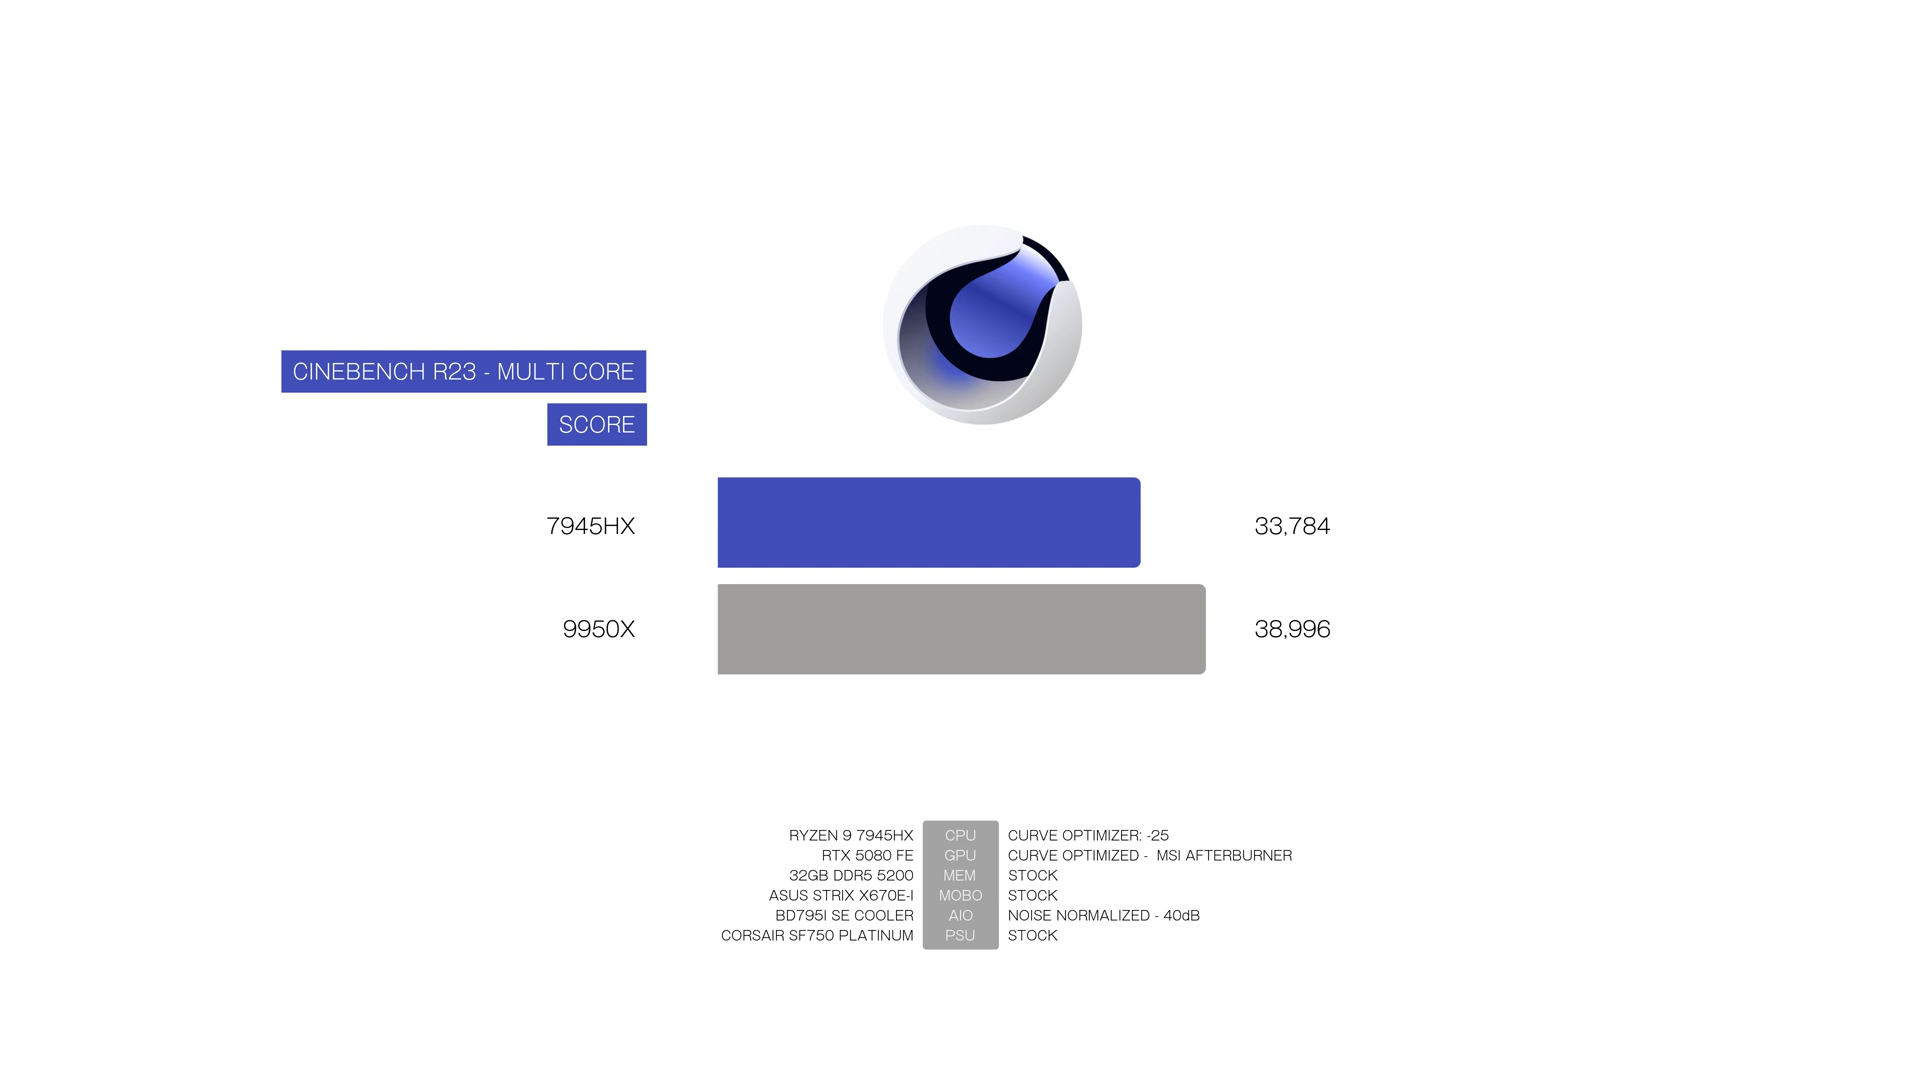 CINEBENCH R23 - MULTI CORE
SCORE
7945HX 33,784
9950X 38,996
RYZEN 9 7945HX CPU CURVE OPTIMIZER: -25
RTX 5080 FE GPU CURVE OPTIMIZED - MSI AFTERBURNER
32GB DDR5 5200 MEM STOCK
ASUS STRIX X670E-I MOBO STOCK
BD795I SE COOLER AIO NOISE NORMALIZED - 40dB
CORSAIR SF750 PLATINUM PSU STOCK